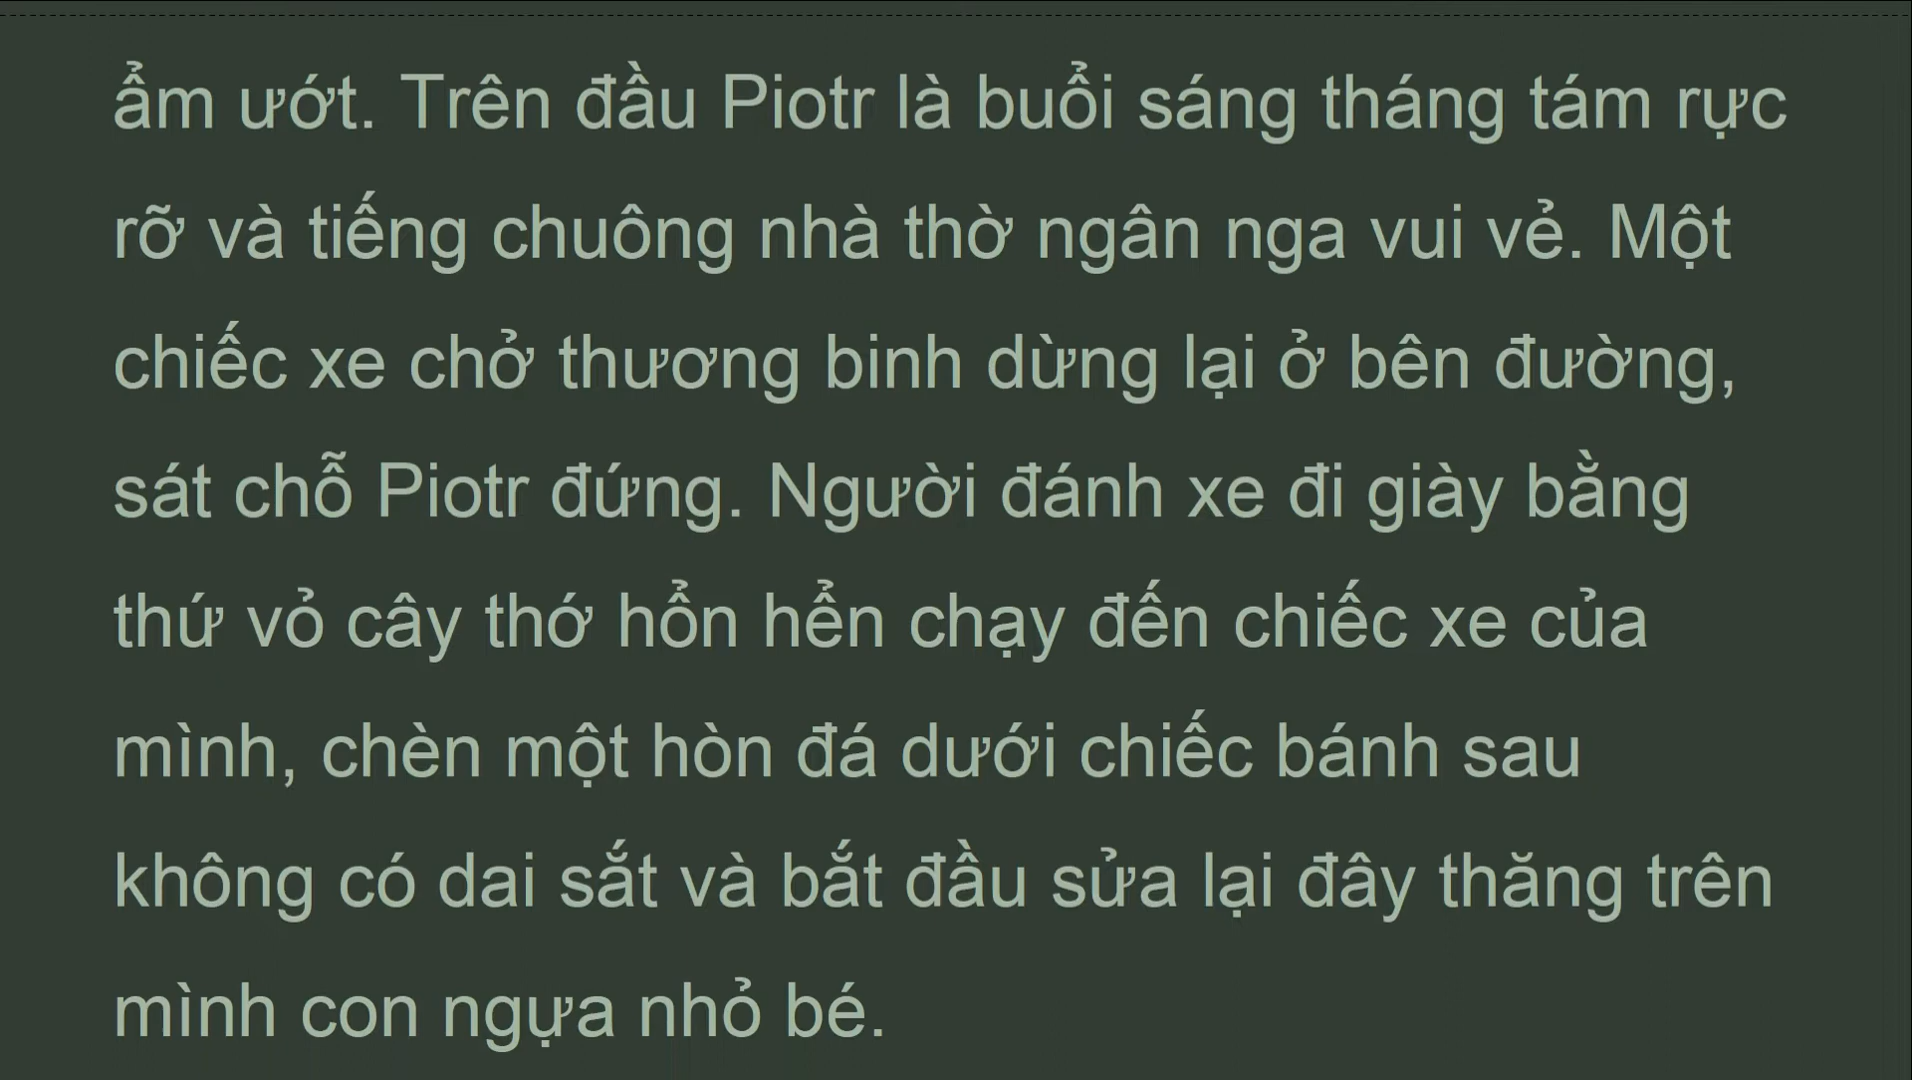 ẩm ướt. Trên đầu Piotr là buổi sáng tháng tám rực
rỡ và tiếng chuông nhà thờ ngân nga vui vẻ. Một
chiếc xe chở thương binh dừng lại ở bên đường,
sát chỗ Piotr đứng. Người đánh xe đi giày bằng
thứ vỏ cây thớ hổn hển chạy đến chiếc xe của
mình, chèn một hòn đá dưới chiếc bánh sau
không có dai sắt và bắt đầu sửa lại đây thăng trên
mình con ngựa nhỏ bé.